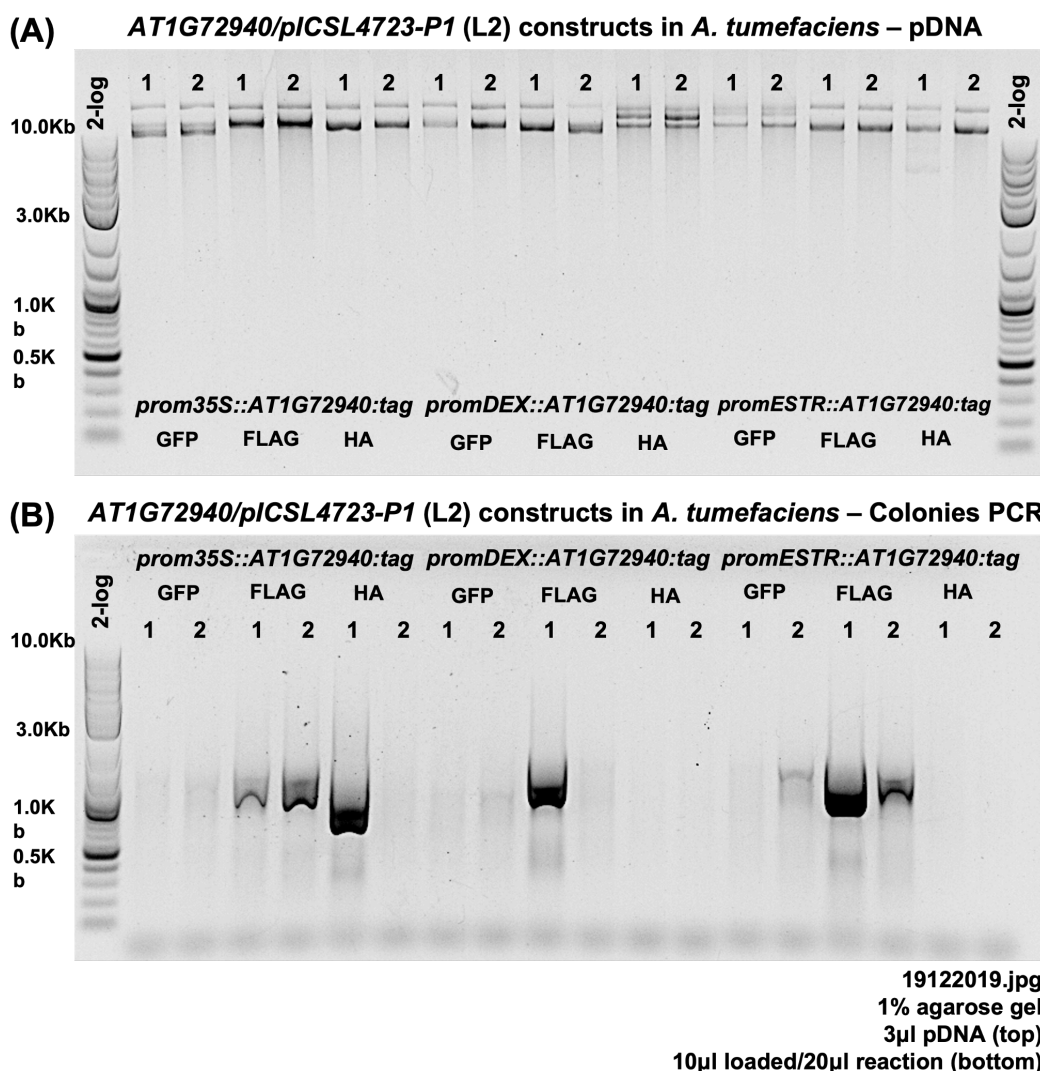 (A) AT1G72940/pICSL4723-P1 (L2) constructs in A. tumefaciens – pDNA
2-log 1 2 1 2 1 2 1 2 1 2 1 2 1 2 1 2 1 2 2-log
10.0Kb
3.0Kb
1.0K
b
0.5K
b
prom35S::AT1G72940:tag promDEX::AT1G72940:tag promESTR::AT1G72940:tag
GFP FLAG HA GFP FLAG HA GFP FLAG HA
(B) AT1G72940/pICSL4723-P1 (L2) constructs in A. tumefaciens – Colonies PCR
prom35S::AT1G72940:tag promDEX::AT1G72940:tag promESTR::AT1G72940:tag
2-log GFP FLAG HA GFP FLAG HA GFP FLAG HA
1 2 1 2 1 2 1 2 1 2 1 2 1 2 1 2 1 2
10.0Kb
3.0Kb
1.0K
b
0.5K
b
19122019.jpg
1% agarose gel
3µl pDNA (top)
10µl loaded/20µl reaction (bottom)